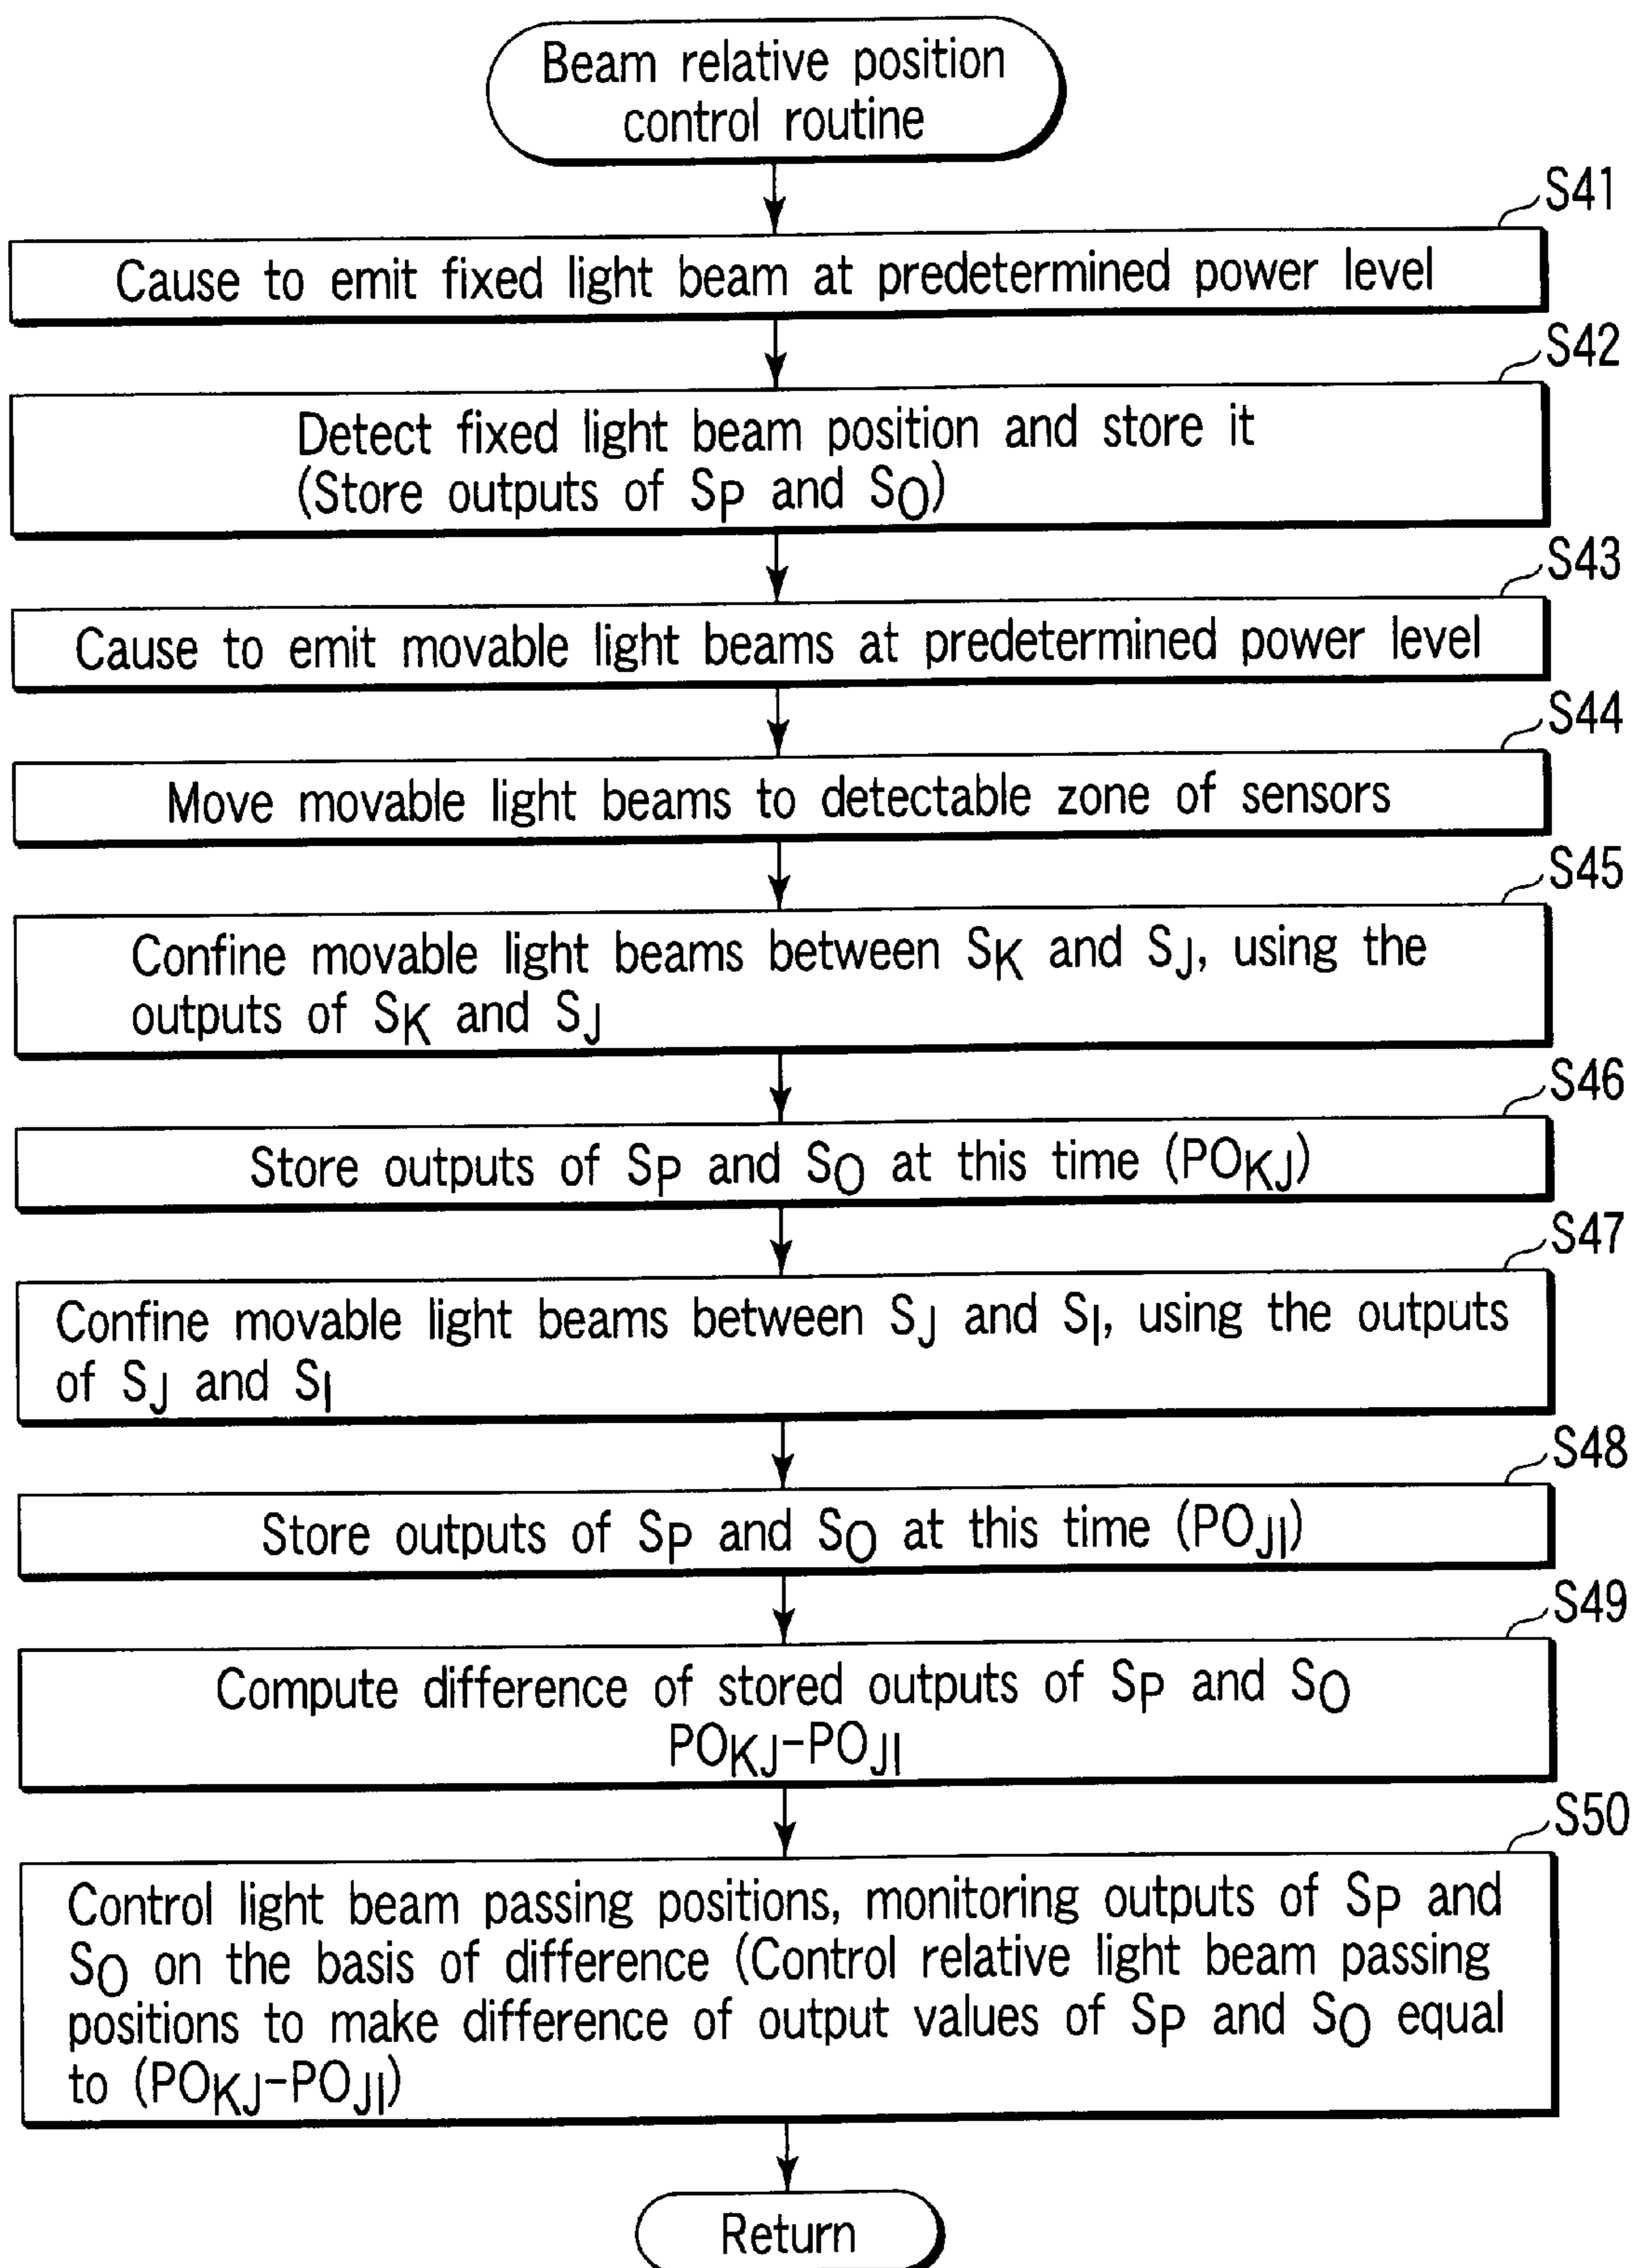 Beam relative position
control routine
S41
Cause to emit fixed light beam at predetermined power level
S42
Detect fixed light beam position and store it
(Store outputs of SP and SO)
S43
Cause to emit movable light beams at predetermined power level
S44
Move movable light beams to detectable zone of sensors
S45
Confine movable light beams between SK and SJ, using the
outputs of SK and SJ
S46
Store outputs of SP and SO at this time (POKJ)
S47
Confine movable light beams between SJ and SI, using the outputs
of SJ and SI
S48
Store outputs of SP and SO at this time (POJI)
S49
Compute difference of stored outputs of SP and SO
POKJ-POJI
S50
Control light beam passing positions, monitoring outputs of SP and
SO on the basis of difference (Control relative light beam passing
positions to make difference of output values of SP and SO equal
to (POKJ-POJI)
Return